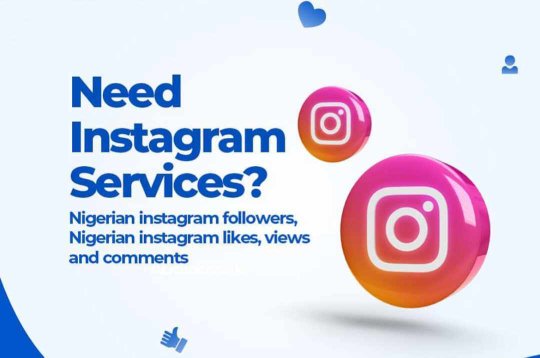 Need
Instagram
Services?
Nigerian instagram followers,
Nigerian instagram likes, views
and comments